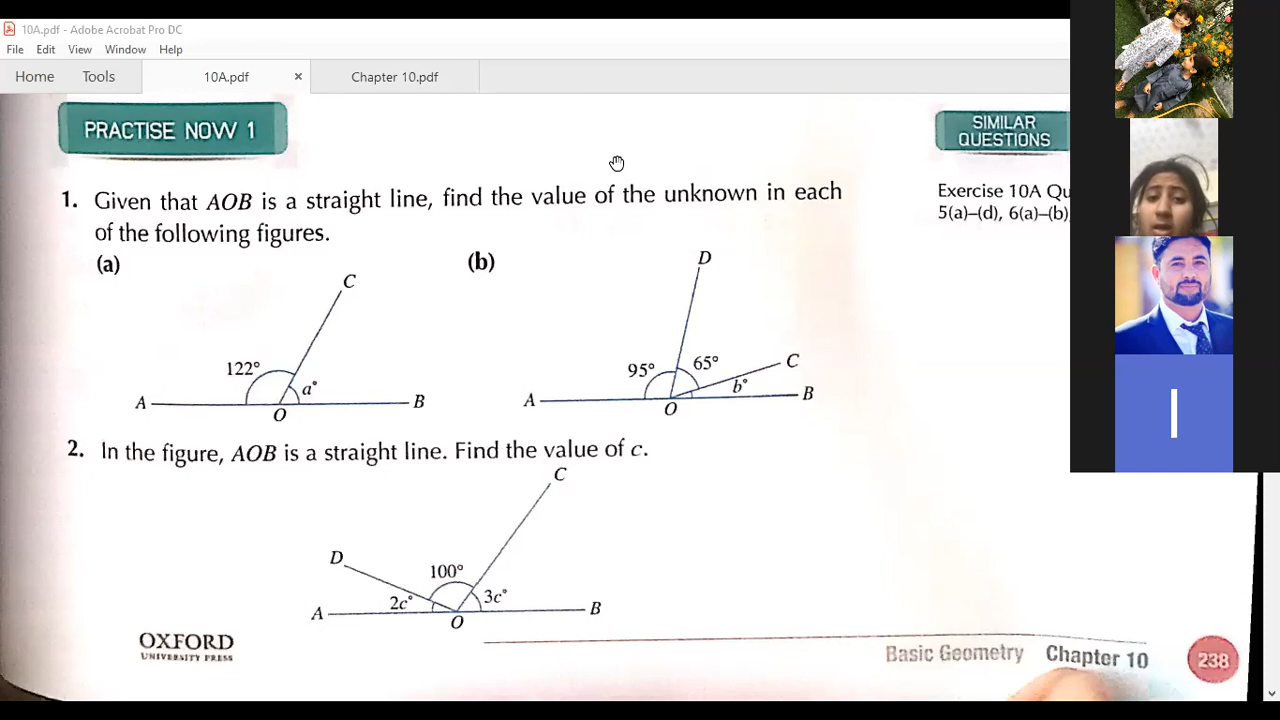 10A.pdf - Adobe Acrobat Pro DC
File Edit View Window Help
Home Tools 10A.pdf × Chapter 10.pdf
PRACTISE NOW 1
SIMILAR
QUESTIONS
1. Given that AOB is a straight line, find the value of the unknown in each
of the following figures.
Exercise 10A Qu
5(a)–(d), 6(a)–(b)
(a)
C
122°
a°
A
O
B
(b)
D
95°
65°
C
b°
A
O
B
2. In the figure, AOB is a straight line. Find the value of c.
C
D
100°
2c°
3c°
A
O
B
OXFORD
UNIVERSITY PRESS
Basic Geometry Chapter 10 238
I